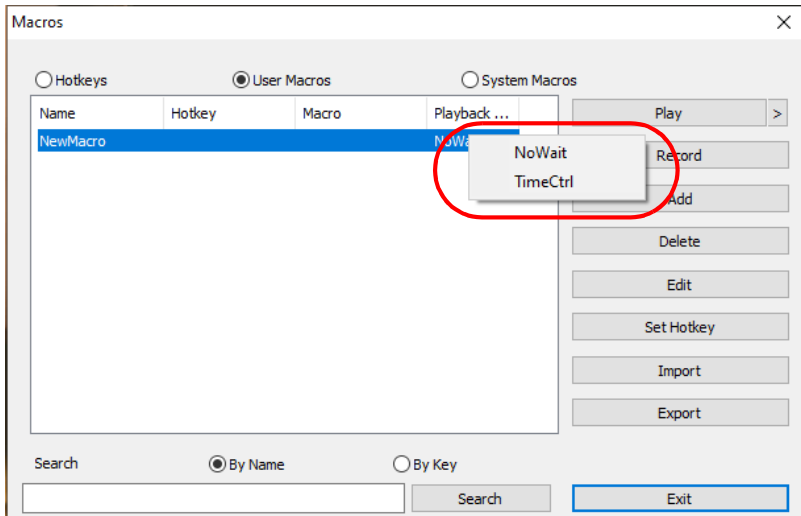 Macros
Hotkeys User Macros System Macros
Name Hotkey Macro Playback ... Play >
NewMacro NoWa
NoWait Record
TimeCtrl
Add
Delete
Edit
Set Hotkey
Import
Export
Search By Name By Key
Search Exit